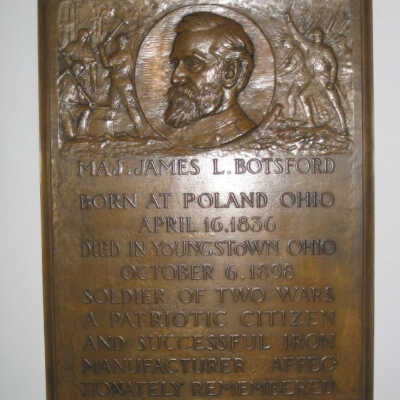 MAJ. JAMES L. BOTSFORD
BORN AT POLAND OHIO
APRIL 16, 1836
DIED IN YOUNGSTOWN OHIO
OCTOBER 6, 1898
SOLDIER OF TWO WARS
A PATRIOTIC CITIZEN
AND SUCCESSFUL IRON
MANUFACTURER AFFEC
TIONATELY REMEMBERED